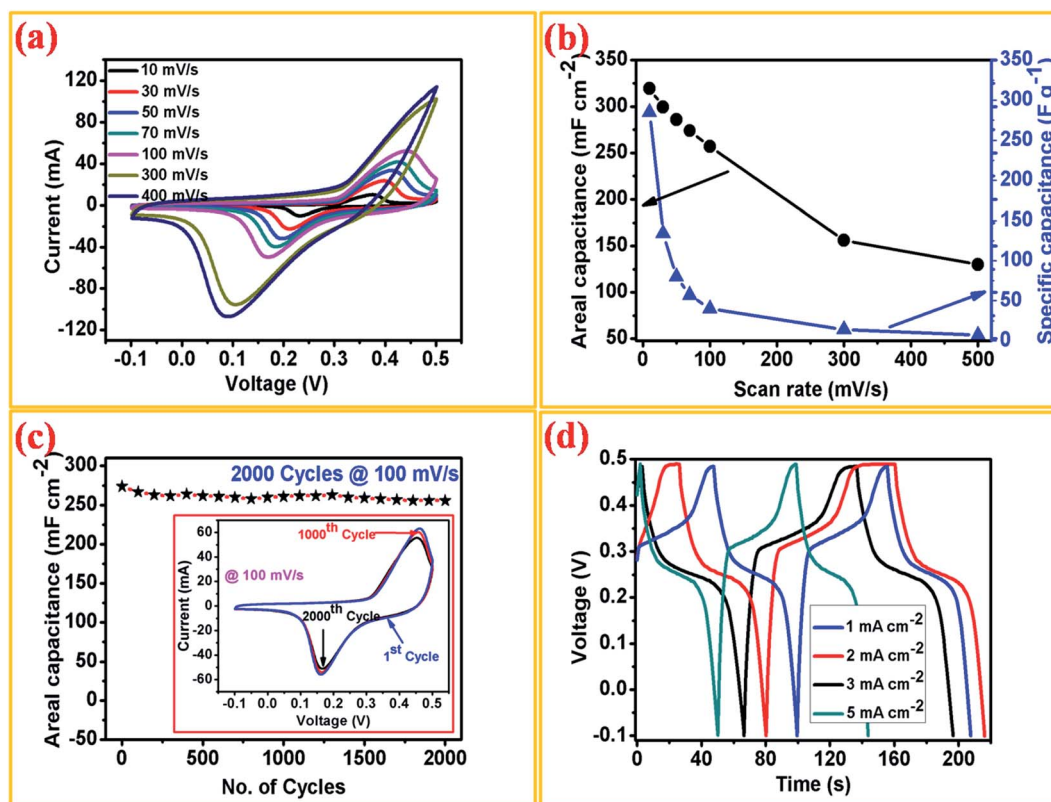 (a)
10 mV/s
30 mV/s
50 mV/s
70 mV/s
100 mV/s
300 mV/s
400 mV/s
Current (mA)
120
80
40
0
-40
-80
-120
-0.1 0.0 0.1 0.2 0.3 0.4 0.5
Voltage (V)
(b)
Areal capacitance (mF cm-2)
350
300
250
200
150
100
50
Specific capacitance (F g-1)
350
300
250
200
150
100
50
0
0 100 200 300 400 500
Scan rate (mV/s)
(c)
Areal capacitance (mF cm-2)
300
250
200
150
100
50
0
-50
2000 Cycles @ 100 mV/s
1000th Cycle
@ 100 mV/s
2000th Cycle
1st Cycle
Current (mA)
60
40
20
0
-20
-40
-60
-0.1 0.0 0.1 0.2 0.3 0.4 0.5
Voltage (V)
0 500 1000 1500 2000
No. of Cycles
(d)
Voltage (V)
0.5
0.4
0.3
0.2
0.1
0.0
-0.1
1 mA cm-2
2 mA cm-2
3 mA cm-2
5 mA cm-2
0 40 80 120 160 200
Time (s)